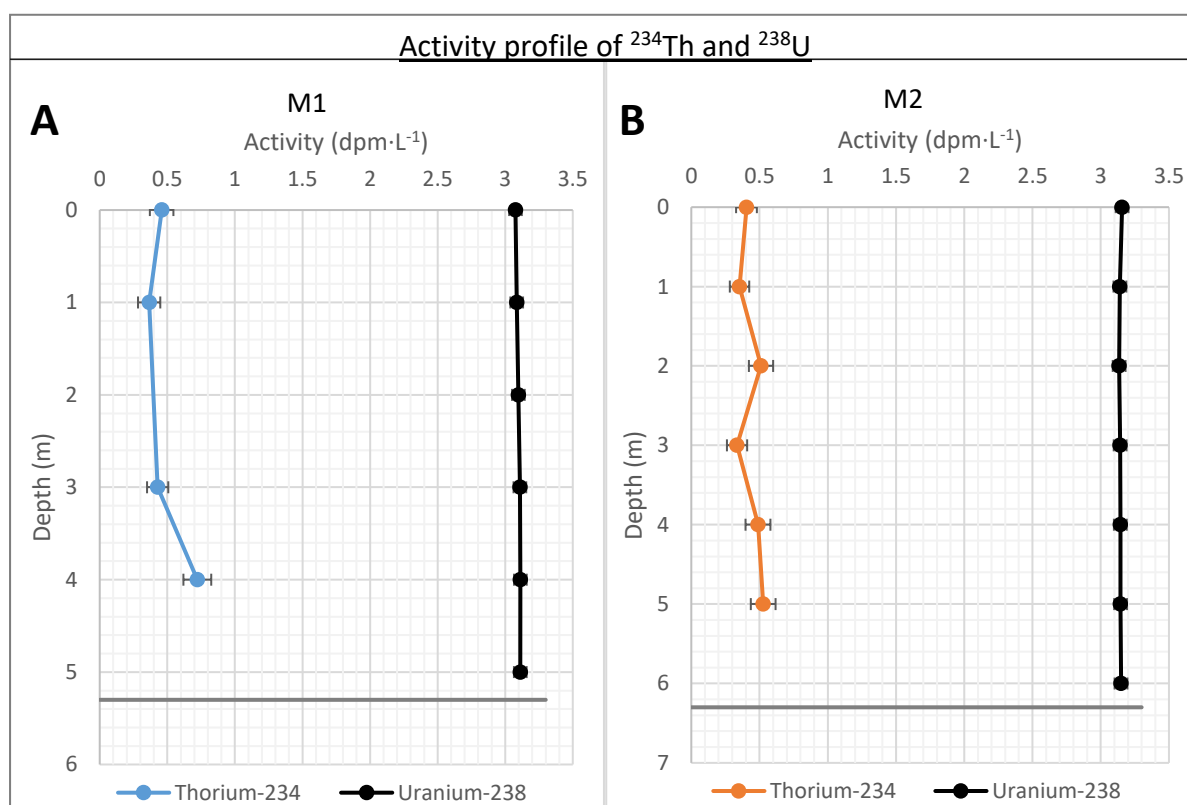 Activity profile of ²³⁴Th and ²³⁸U
A
M1
Activity (dpm·L⁻¹)
0 0.5 1 1.5 2 2.5 3 3.5
0
1
2
3
4
5
6
Depth (m)
Thorium-234 Uranium-238
B
M2
Activity (dpm·L⁻¹)
0 0.5 1 1.5 2 2.5 3 3.5
0
1
2
3
4
5
6
7
Depth (m)
Thorium-234 Uranium-238